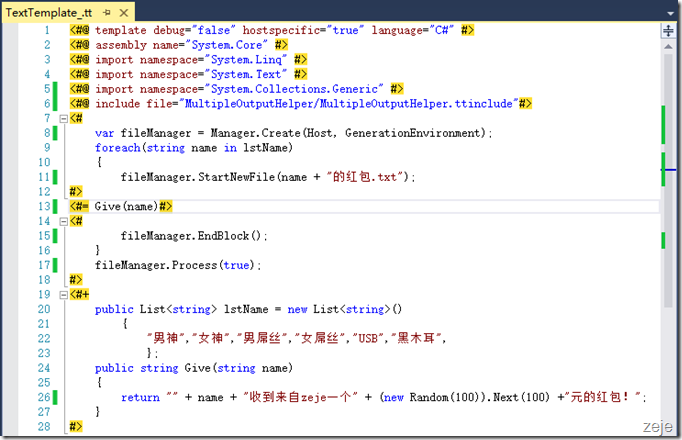 TextTemplate_.tt
1 <#@ template debug="false" hostspecific="true" language="C#" #>
2 <#@ assembly name="System.Core" #>
3 <#@ import namespace="System.Linq" #>
4 <#@ import namespace="System.Text" #>
5 <#@ import namespace="System.Collections.Generic" #>
6 <#@ include file="MultipleOutputHelper/MultipleOutputHelper.ttinclude"#>
7 <#
8 var fileManager = Manager.Create(Host, GenerationEnvironment);
9 foreach(string name in lstName)
10 {
11 fileManager.StartNewFile(name + "的红包.txt");
12 #>
13 <#= Give(name)#>
14 <#
15 fileManager.EndBlock();
16 }
17 fileManager.Process(true);
18 #>
19 <#+
20 public List<string> lstName = new List<string>()
21 {
22 "男神","女神","男屌丝","女屌丝","USB","黑木耳",
23 };
24 public string Give(string name)
25 {
26 return "" + name + "收到来自zeje一个" + (new Random(100)).Next(100) +"元的红包！";
27 }
28 #>
zeje